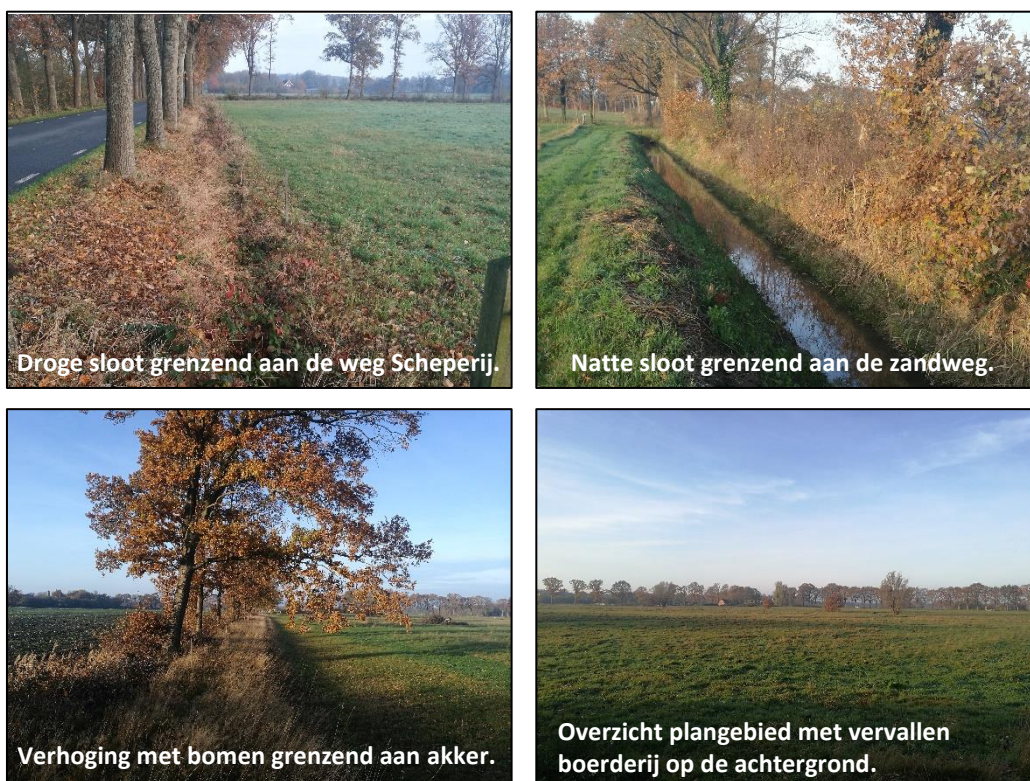 Droge sloot grenzend aan de weg Scheperij.
Natte sloot grenzend aan de zandweg.
Verhoging met bomen grenzend aan akker.
Overzicht plangebied met vervallen
boerderij op de achtergrond.